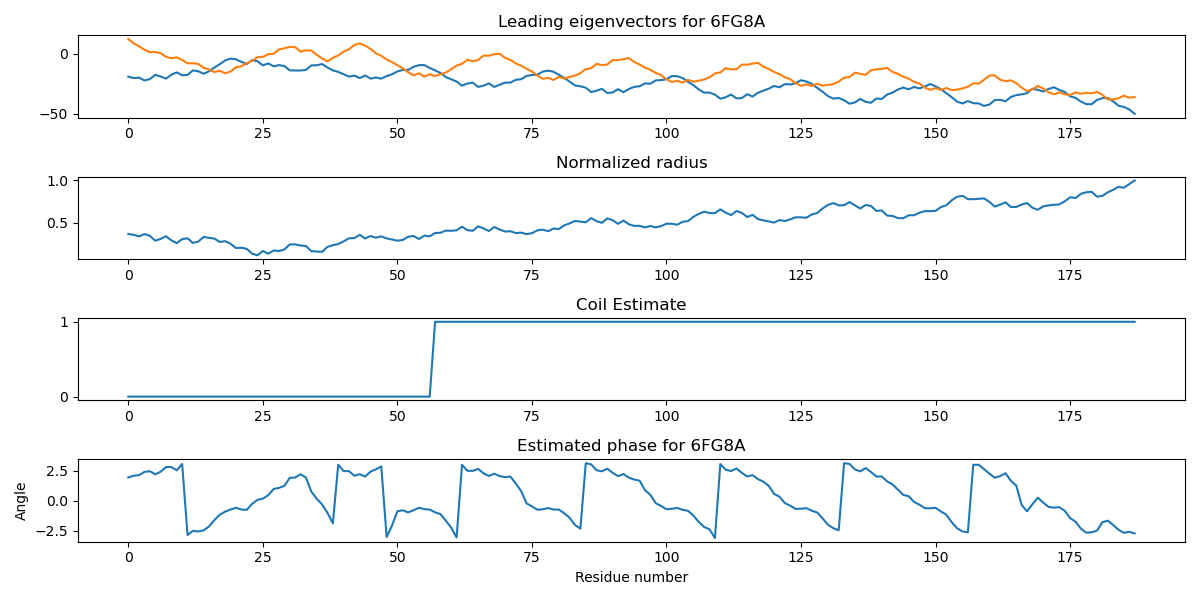 Leading eigenvectors for 6FG8A
0
−50
0 25 50 75 100 125 150 175
Normalized radius
1.0
0.5
0 25 50 75 100 125 150 175
Coil Estimate
1
0
0 25 50 75 100 125 150 175
Estimated phase for 6FG8A
Angle
2.5
0.0
−2.5
0 25 50 75 100 125 150 175
Residue number